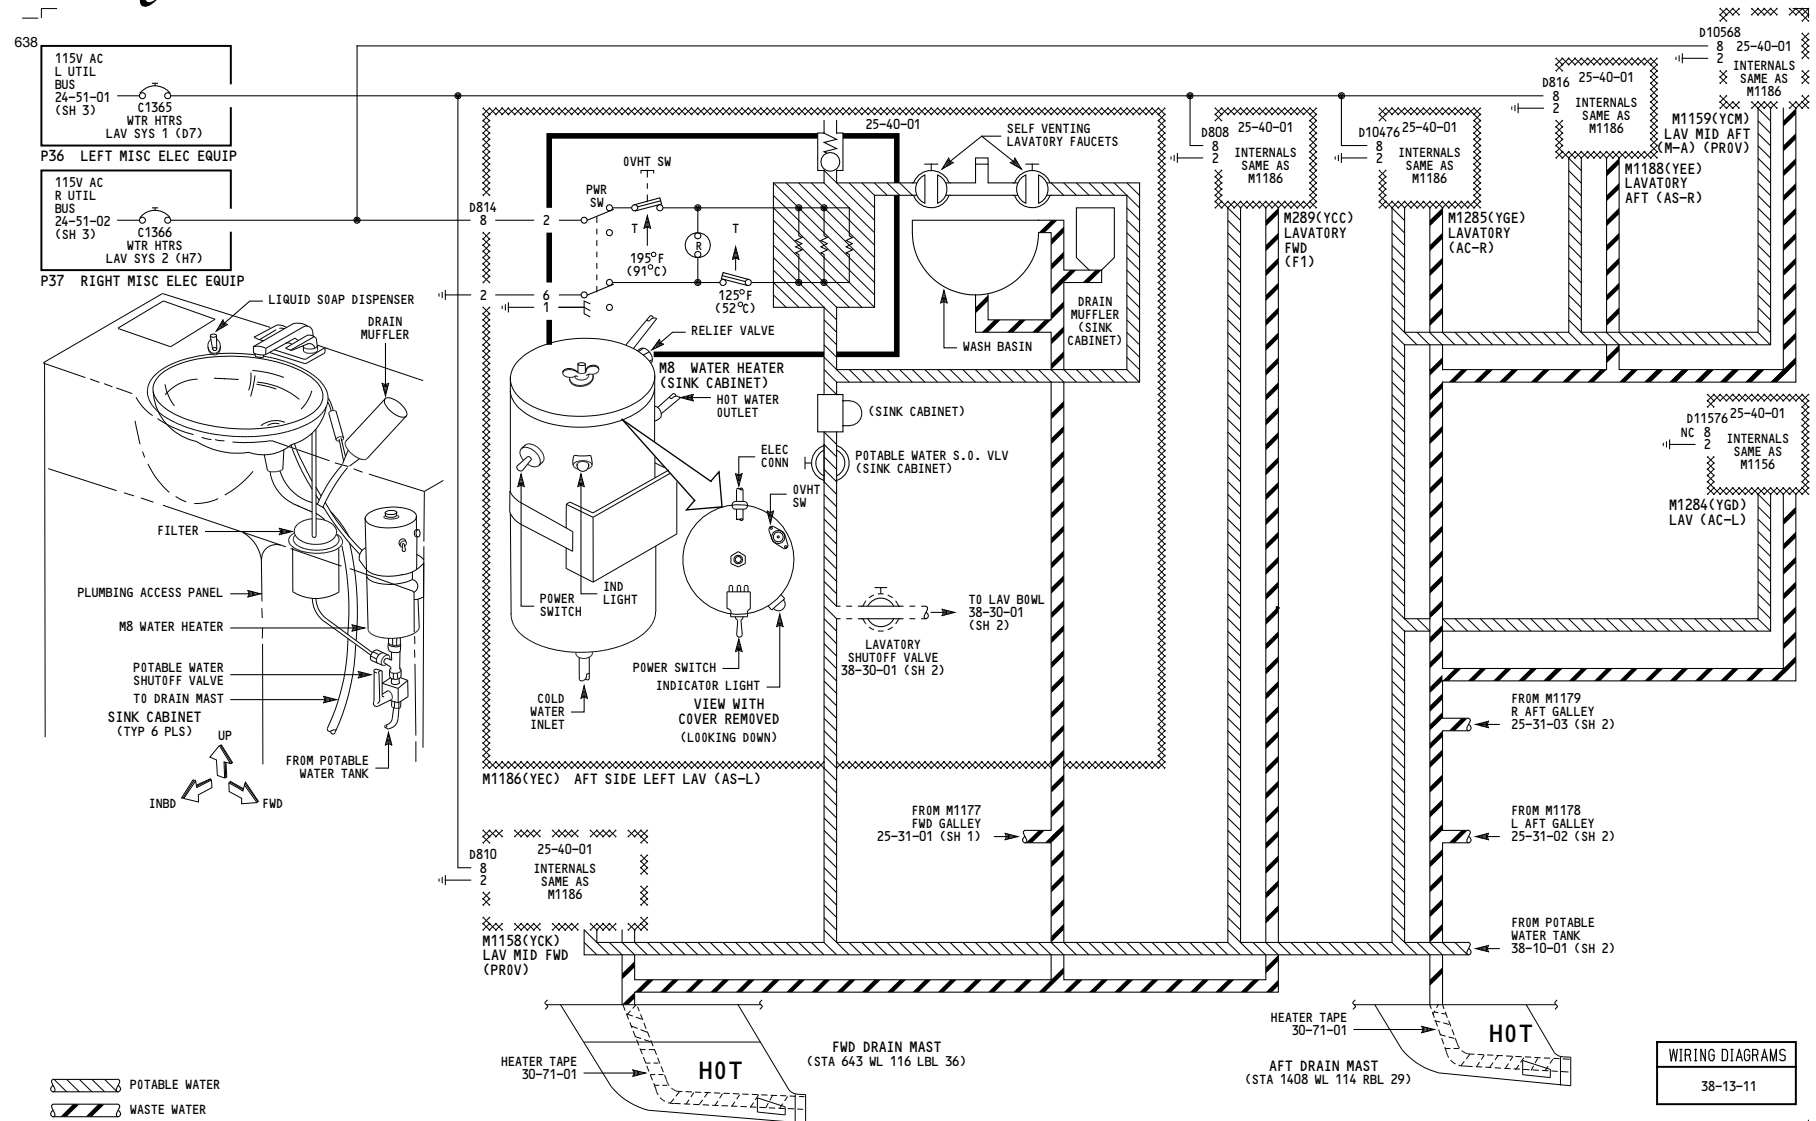 638
115V AC
L UTIL
BUS
24-51-01
(SH 3)
C1365
WTR HTRS
LAV SYS 1 (D7)
P36 LEFT MISC ELEC EQUIP
115V AC
R UTIL
BUS
24-51-02
(SH 3)
C1366
WTR HTRS
LAV SYS 2 (H7)
P37 RIGHT MISC ELEC EQUIP
LIQUID SOAP DISPENSER
DRAIN
MUFFLER
FILTER
PLUMBING ACCESS PANEL
M8 WATER HEATER
POTABLE WATER
SHUTOFF VALVE
TO DRAIN MAST
SINK CABINET
(TYP 6 PLS)
UP
INBD
FWD
FROM POTABLE
WATER TANK
D814
8
2
2
6
1
25-40-01
OVHT SW
PWR
SW
T
195°F
(91°C)
R
T
125°F
(52°C)
SELF VENTING
LAVATORY FAUCETS
WASH BASIN
DRAIN
MUFFLER
(SINK
CABINET)
RELIEF VALVE
M8 WATER HEATER
(SINK CABINET)
HOT WATER
OUTLET
(SINK CABINET)
ELEC
CONN
POTABLE WATER S.O. VLV
(SINK CABINET)
OVHT
SW
POWER
SWITCH
IND
LIGHT
COLD
WATER
INLET
POWER SWITCH
INDICATOR LIGHT
VIEW WITH
COVER REMOVED
(LOOKING DOWN)
TO LAV BOWL
38-30-01
(SH 2)
LAVATORY
SHUTOFF VALVE
38-30-01 (SH 2)
M1186(YEC) AFT SIDE LEFT LAV (AS-L)
FROM M1177
FWD GALLEY
25-31-01 (SH 1)
D810
8
2
25-40-01
INTERNALS
SAME AS
M1186
M1158(YCK)
LAV MID FWD
(PROV)
D808
8
2
25-40-01
INTERNALS
SAME AS
M1186
M289(YCC)
LAVATORY
FWD
(F1)
D10476
8
2
25-40-01
INTERNALS
SAME AS
M1186
M1285(YGE)
LAVATORY
(AC-R)
D816
8
2
25-40-01
INTERNALS
SAME AS
M1186
M1188(YEE)
LAVATORY
AFT (AS-R)
D10568
8
2
25-40-01
INTERNALS
SAME AS
M1186
M1159(YCM)
LAV MID AFT
(M-A) (PROV)
D11576
NC 8
2
25-40-01
INTERNALS
SAME AS
M1156
M1284(YGD)
LAV (AC-L)
FROM M1179
R AFT GALLEY
25-31-03 (SH 2)
FROM M1178
L AFT GALLEY
25-31-02 (SH 2)
FROM POTABLE
WATER TANK
38-10-01 (SH 2)
HEATER TAPE
30-71-01
HOT
FWD DRAIN MAST
(STA 643 WL 116 LBL 36)
HEATER TAPE
30-71-01
HOT
AFT DRAIN MAST
(STA 1408 WL 114 RBL 29)
POTABLE WATER
WASTE WATER
WIRING DIAGRAMS
38-13-11